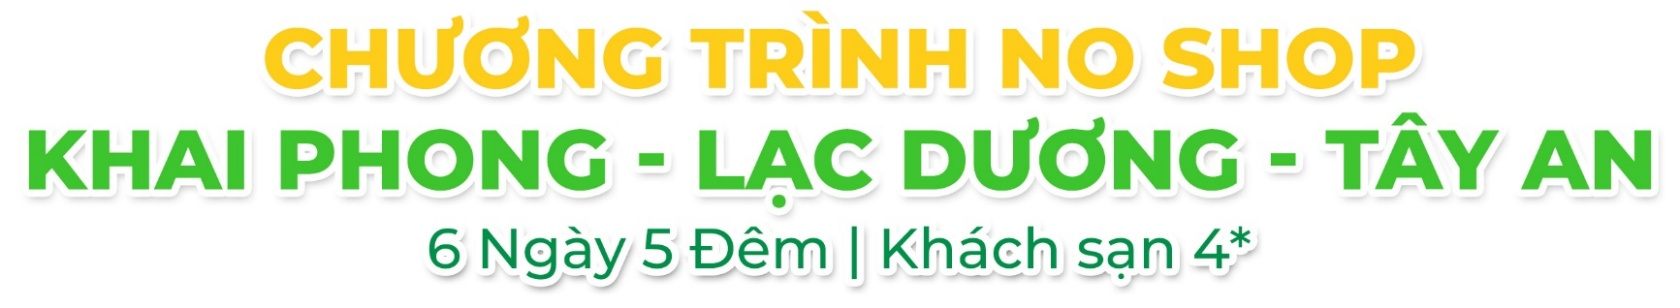 CHƯƠNG TRÌNH NO SHOP
KHAI PHONG - LẠC DƯƠNG - TÂY AN
6 Ngày 5 Đêm | Khách sạn 4*